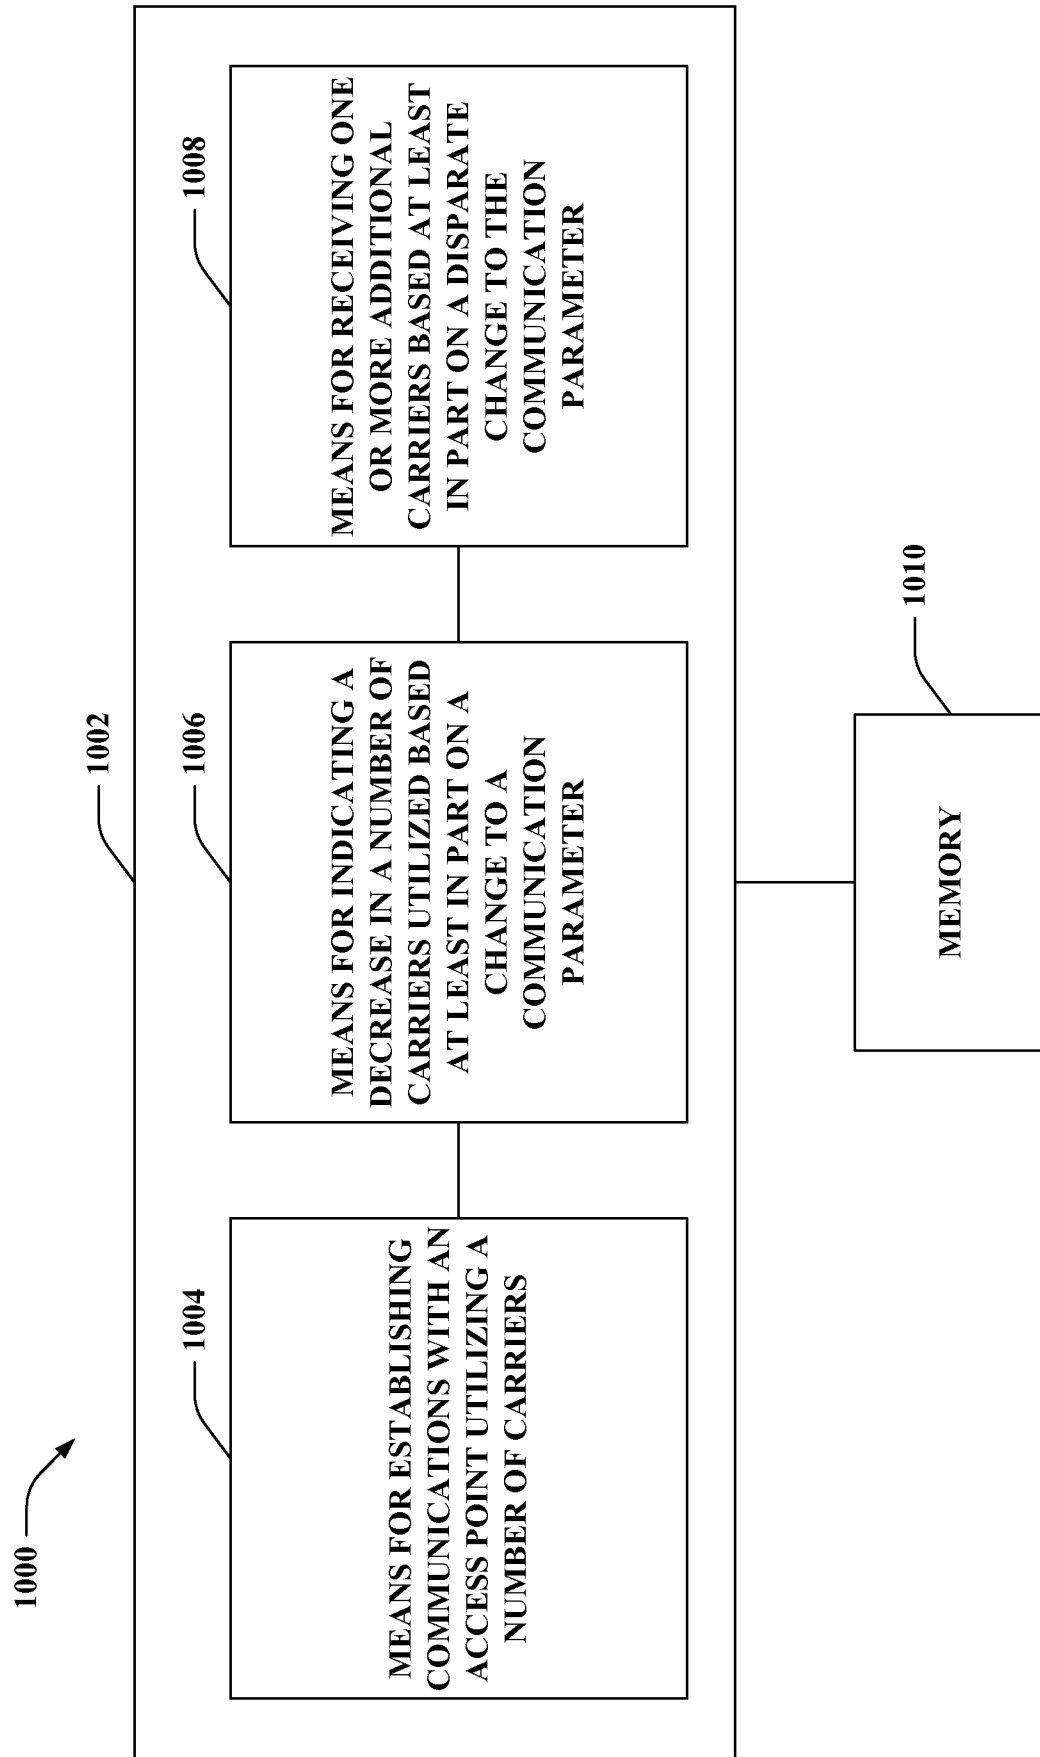 1000
1002
1004
MEANS FOR ESTABLISHING
COMMUNICATIONS WITH AN
ACCESS POINT UTILIZING A
NUMBER OF CARRIERS
1006
MEANS FOR INDICATING A
DECREASE IN A NUMBER OF
CARRIERS UTILIZED BASED
AT LEAST IN PART ON A
CHANGE TO A
COMMUNICATION
PARAMETER
1008
MEANS FOR RECEIVING ONE
OR MORE ADDITIONAL
CARRIERS BASED AT LEAST
IN PART ON A DISPARATE
CHANGE TO THE
COMMUNICATION
PARAMETER
1010
MEMORY